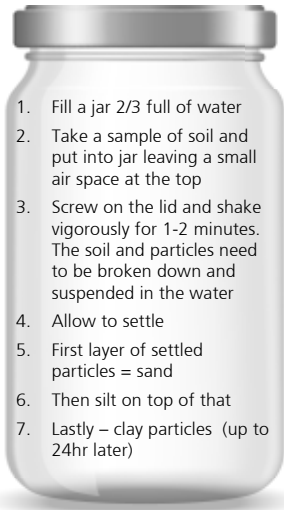 1. Fill a jar 2/3 full of water
2. Take a sample of soil and
put into jar leaving a small
air space at the top
3. Screw on the lid and shake
vigorously for 1-2 minutes.
The soil and particles need
to be broken down and
suspended in the water
4. Allow to settle
5. First layer of settled
particles = sand
6. Then silt on top of that
7. Lastly – clay particles (up to
24hr later)